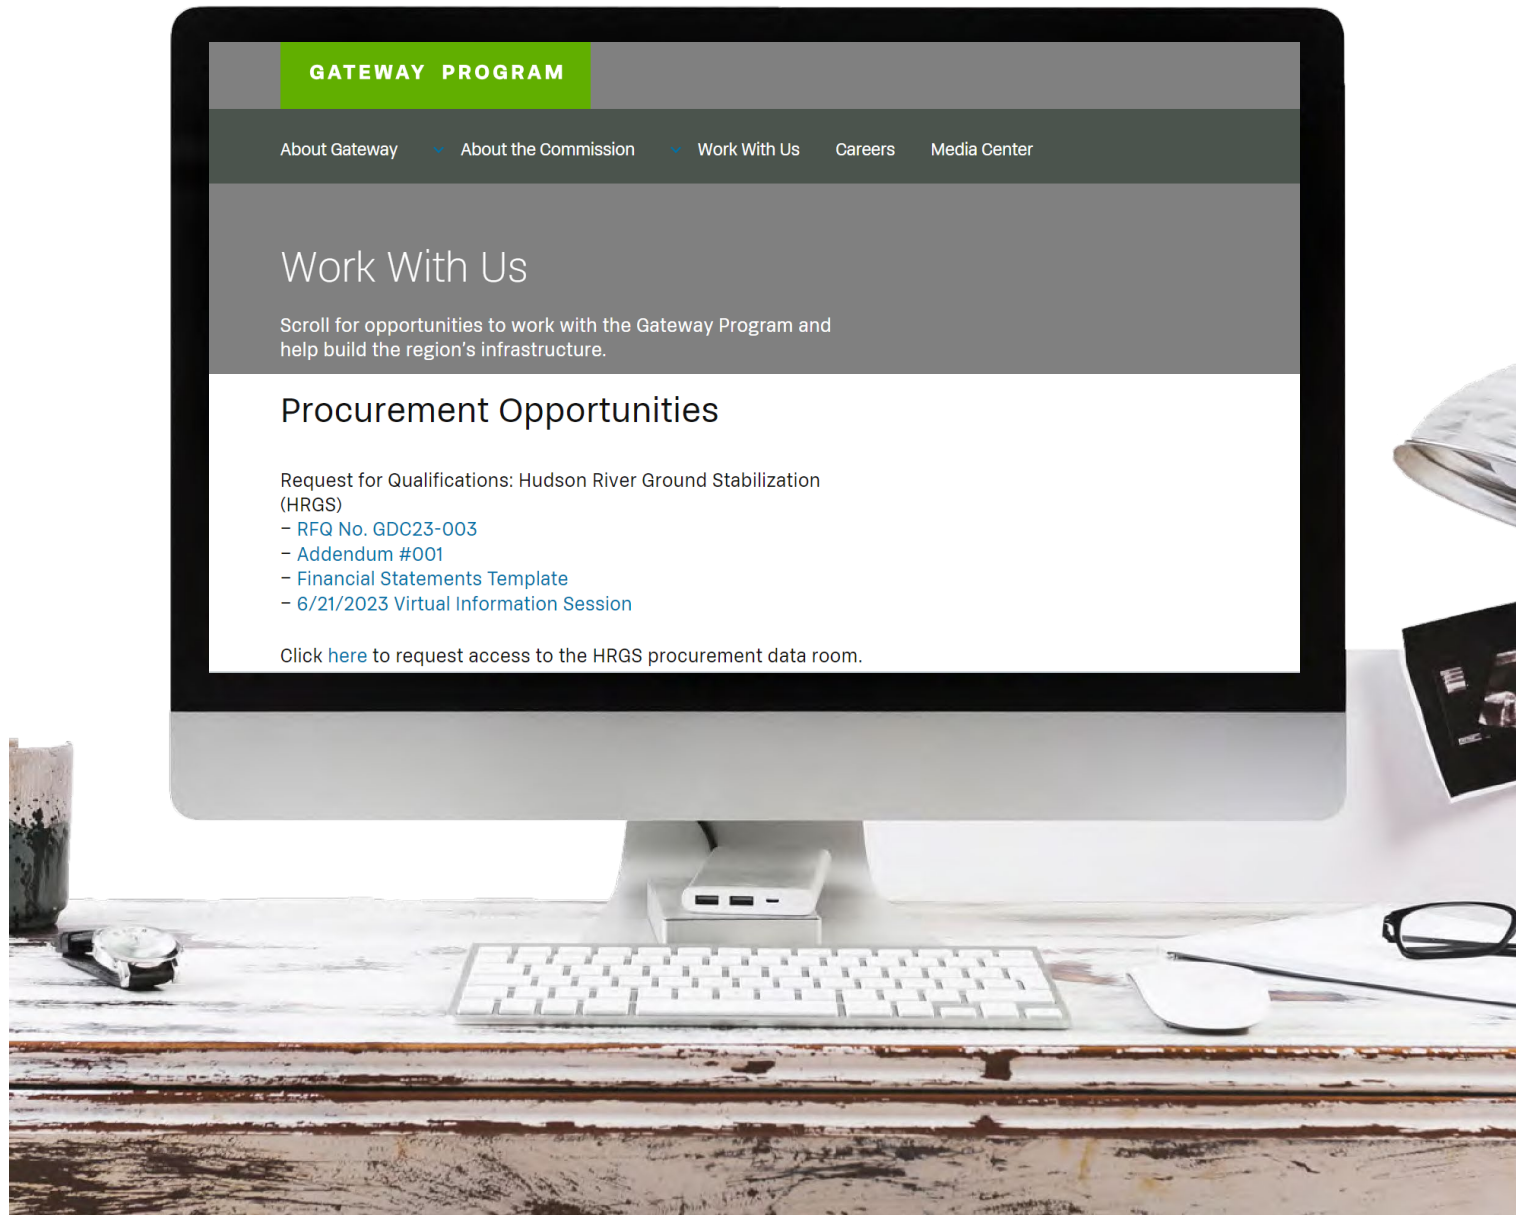 GATEWAY PROGRAM
About Gateway About the Commission Work With Us Careers Media Center
Work With Us
Scroll for opportunities to work with the Gateway Program and
help build the region's infrastructure.
Procurement Opportunities
Request for Qualifications: Hudson River Ground Stabilization
(HRGS)
– RFQ No. GDC23-003
– Addendum #001
– Financial Statements Template
– 6/21/2023 Virtual Information Session
Click here to request access to the HRGS procurement data room.